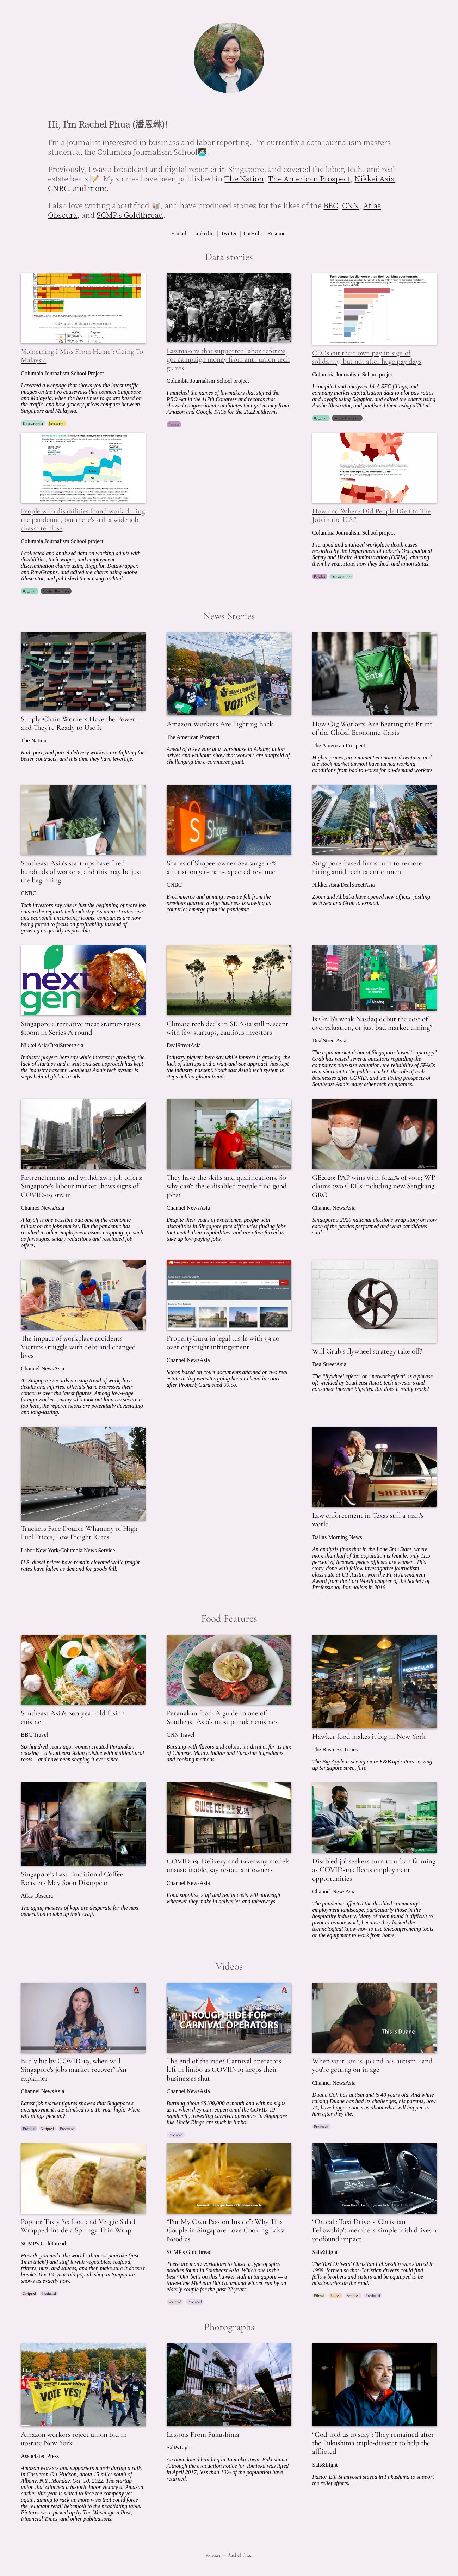 Hi, I'm Rachel Phua (潘恩琳)!
I'm a journalist interested in business and labor reporting. I'm currently a data journalism masters
student at the Columbia Journalism School
Previously, I was a broadcast and digital reporter in Singapore, and covered the labor, tech, and real
estate beats 📝. My stories have been published in The Nation, The American Prospect, Nikkei Asia,
CNBC, and more.
I also love writing about food 🥡, and have produced stories for the likes of the BBC, CNN, Atlas
Obscura, and SCMP's Goldthread.
E-mail | LinkedIn | Twitter | GitHub | Resume
Data stories
"Something I Miss From Home": Going To
Malaysia
Columbia Journalism School Project
I created a webpage that shows you the latest traffic
images on the two causeways that connect Singapore
and Malaysia, when the best times to go are based on
the traffic, and how grocery prices compare between
Singapore and Malaysia.
Datawrapper Javascript
Lawmakers that supported labor reforms
got campaign money from anti-union tech
giants
Columbia Journalism School project
I matched the names of lawmakers that signed the
PRO Act in the 117th Congress and records that
showed congressional candidates getting money from
Amazon and Google PACs for the 2022 midterms.
Pandas
Tech companies did worse than their banking counterparts
CEOs cut their own pay in sign of
solidarity, but not after huge pay days
Columbia Journalism School project
I compiled and analyzed 14-A SEC filings, and
company market capitalization data to plot pay ratios
and layoffs using R/ggplot, and edited the charts using
Adobe Illustrator, and published them using ai2html.
R/ggplot
People with disabilities found work during
the pandemic, but there's still a wide job
chasm to close
Columbia Journalism School project
I collected and analyzed data on working adults with
disabilities, their wages, and employment
discrimination claims using R/ggplot, Datawrapper,
and RawGraphs, and edited the charts using Adobe
Illustrator, and published them using ai2html.
R/ggplot
How and Where Did People Die On The
Job in the U.S.?
Columbia Journalism School project
I scraped and analyzed workplace death cases
recorded by the Department of Labor's Occupational
Safety and Health Administration (OSHA), charting
them by year, state, how they died, and union status.
Pandas Datawrapper
News Stories
Supply-Chain Workers Have the Power—
and They're Ready to Use It
The Nation
Rail, port, and parcel delivery workers are fighting for
better contracts, and this time they have leverage.
VOTE YES!
Amazon Workers Are Fighting Back
The American Prospect
Ahead of a key vote at a warehouse in Albany, union
drives and walkouts show that workers are unafraid of
challenging the e-commerce giant.
Uber
Eats
How Gig Workers Are Bearing the Brunt
of the Global Economic Crisis
The American Prospect
Higher prices, an imminent economic downturn, and
the stock market turmoil have turned working
conditions from bad to worse for on-demand workers.
Southeast Asia's start-ups have fired
hundreds of workers, and this may be just
the beginning
CNBC
Tech investors say this is just the beginning of more job
cuts in the region's tech industry. As interest rates rise
and economic uncertainty looms, companies are now
being forced to focus on profitability instead of
growing as quickly as possible.
Shopee
Shares of Shopee-owner Sea surge 14%
after stronger-than-expected revenue
CNBC
E-commerce and gaming revenue fell from the
previous quarter, a sign business is slowing as
countries emerge from the pandemic.
Singapore-based firms turn to remote
hiring amid tech talent crunch
Nikkei Asia/DealStreetAsia
Zoom and Alibaba have opened new offices, jostling
with Sea and Grab to expand.
next
gen
Singapore alternative meat startup raises
$100m in Series A round
Nikkei Asia/DealStreetAsia
Industry players here say while interest is growing, the
lack of startups and a wait-and-see approach has kept
the industry nascent. Southeast Asia's tech system is
steps behind global trends.
Climate tech deals in SE Asia still nascent
with few startups, cautious investors
DealStreetAsia
Industry players here say while interest is growing, the
lack of startups and a wait-and-see approach has kept
the industry nascent. Southeast Asia's tech system is
steps behind global trends.
Is Grab's weak Nasdaq debut the cost of
overvaluation, or just bad market timing?
DealStreetAsia
The tepid market debut of Singapore-based "superapp"
Grab has raised several questions regarding the
company's plus-size valuation, the reliability of SPACs
as a shortcut to the public market, the role of tech
businesses after COVID, and the listing prospects of
Southeast Asia's many other tech companies.
Retrenchments and withdrawn job offers:
Singapore's labour market shows signs of
COVID-19 strain
Channel NewsAsia
A layoff is one possible outcome of the economic
fallout on the jobs market. But the pandemic has
resulted in other employment issues cropping up, such
as furloughs, salary reductions and rescinded job
offers.
They have the skills and qualifications. So
why can't these disabled people find good
jobs?
Channel NewsAsia
Despite their years of experience, people with
disabilities in Singapore face difficulties finding jobs
that match their capabilities, and are often forced to
take up low-paying jobs.
GE2020: PAP wins with 61.24% of vote; WP
claims two GRCs including new Sengkang
GRC
Channel NewsAsia
Singapore's 2020 national elections wrap story on how
each of the parties performed and what candidates
said.
The impact of workplace accidents:
Victims struggle with debt and changed
lives
Channel NewsAsia
As Singapore records a rising trend of workplace
deaths and injuries, officials have expressed their
concerns over the latest figures. Among low-wage
foreign workers, many who took out loans to secure a
job here, the repercussions are potentially devastating
and long-lasting.
PropertyGuru in legal tussle with 99.co
over copyright infringement
Channel NewsAsia
Scoop based on court documents attained on two real
estate listing websites going head to head in court
after PropertyGuru sued 99.co.
Will Grab's flywheel strategy take off?
DealStreetAsia
The "flywheel effect" or "network effect" is a phrase
oft-wielded by Southeast Asia's tech investors and
consumer internet bigwigs. But does it really work?
Truckers Face Double Whammy of High
Fuel Prices, Low Freight Rates
Labor New York/Columbia News Service
U.S. diesel prices have remain elevated while freight
rates have fallen as demand for goods fall.
SHERIFF
Law enforcement in Texas still a man's
world
Dallas Morning News
An analysis finds that in the Lone Star State, where
more than half of the population is female, only 11.5
percent of licensed peace officers are women. This
story, done with fellow investigative journalism
classmate at UT Austin, won the First Amendment
Award from the Fort Worth chapter of the Society of
Professional Journalists in 2016.
Food Features
Southeast Asia's 600-year-old fusion
cuisine
BBC Travel
Six hundred years ago, women created Peranakan
cooking – a Southeast Asian cuisine with multicultural
roots – and have been shaping it ever since.
Peranakan food: A guide to one of
Southeast Asia's most popular cuisines
CNN Travel
Bursting with flavors and colors, it's distinct for its mix
of Chinese, Malay, Indian and Eurasian ingredients
and cooking methods.
Hawker food makes it big in New York
The Business Times
The Big Apple is seeing more F&B operators serving
up Singapore street fare
Singapore's Last Traditional Coffee
Roasters May Soon Disappear
Atlas Obscura
The aging masters of kopi are desperate for the next
generation to take up their craft.
COVID-19: Delivery and takeaway models
unsustainable, say restaurant owners
Channel NewsAsia
Food supplies, staff and rental costs will outweigh
whatever they make in deliveries and takeaways.
Disabled jobseekers turn to urban farming
as COVID-19 affects employment
opportunities
Channel NewsAsia
The pandemic affected the disabled community's
employment landscape, particularly those in the
hospitality industry. Many of them found it difficult to
pivot to remote work, because they lacked the
technological know-how to use teleconferencing tools
or the equipment to work from home.
Videos
Badly hit by COVID-19, when will
Singapore's jobs market recover? An
explainer
Channel NewsAsia
Latest job market figures showed that Singapore's
unemployment rate climbed to a 16-year high. When
will things pick up?
Scripted Produced
ROUGH RIDE FOR
CARNIVAL OPERATORS
The end of the ride? Carnival operators
left in limbo as COVID-19 keeps their
businesses shut
Channel NewsAsia
Burning about S$100,000 a month and with no signs
as to when they can reopen amid the COVID-19
pandemic, travelling carnival operators in Singapore
like Uncle Ringo are stuck in limbo.
Produced
This is Duane
When your son is 40 and has autism - and
you're getting on in age
Channel NewsAsia
Duane Goh has autism and is 40 years old. And while
raising Duane has had its challenges, his parents, now
74, have bigger concerns about what will happen to
him after they die.
Produced
Popiah: Tasty Seafood and Veggie Salad
Wrapped Inside a Springy Thin Wrap
SCMP's Goldthread
How do you make the world's thinnest pancake (just
1mm thick!) and stuff it with vegetables, seafood,
fritters, nuts, and sauces, and then make sure it doesn't
break? This 84-year-old popiah shop in Singapore
shows us exactly how.
Scripted Produced
"Put My Own Passion Inside": Why This
Couple in Singapore Love Cooking Laksa
Noodles
SCMP's Goldthread
There are many variations to laksa, a type of spicy
noodles found in Southeast Asia. Which one is the
best? Our bet's on this hawker stall in Singapore — a
three-time Michelin Bib Gourmand winner run by an
elderly couple for the past 22 years.
Scripted Produced
"On call: Taxi Drivers' Christian
Fellowship's members' simple faith drives a
profound impact
Salt&Light
The Taxi Drivers' Christian Fellowship was started in
1989, formed so that Christian drivers could find
fellow brothers and sisters and be equipped to be
missionaries on the road.
Filmed Edited Scripted Produced
Photographs
VOTE YES!
Amazon workers reject union bid in
upstate New York
Associated Press
Amazon workers and supporters march during a rally
in Castleton-On-Hudson, about 15 miles south of
Albany, N.Y., Monday, Oct. 10, 2022. The startup
union that clinched a historic labor victory at Amazon
earlier this year is slated to face the company yet
again, aiming to rack up more wins that could force
the reluctant retail behemoth to the negotiating table.
Pictures were picked up by The Washington Post,
Financial Times, and other publications.
Lessons From Fukushima
Salt&Light
An abandoned building in Tomioka Town, Fukushima.
Although the evacuation notice for Tomioka was lifted
in April 2017, less than 10% of the population have
returned.
"God told us to stay": They remained after
the Fukushima triple-disaster to help the
afflicted
Salt&Light
Pastor Eiji Sumiyoshi stayed in Fukushima to support
the relief efforts.
© 2023 — Rachel Phua